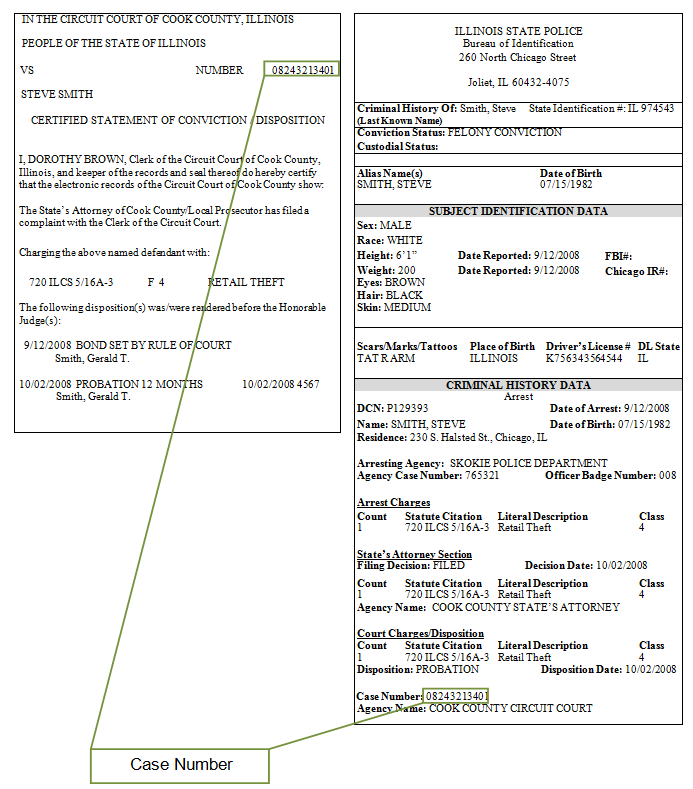 IN THE CIRCUIT COURT OF COOK COUNTY, ILLINOIS
PEOPLE OF THE STATE OF ILLINOIS
VS NUMBER 08243213401
STEVE SMITH
CERTIFIED STATEMENT OF CONVICTION / DISPOSITION
I, DOROTHY BROWN, Clerk of the Circuit Court of Cook County,
Illinois, and keeper of the records and seal thereof do hereby certify
that the electronic records of the Circuit Court of Cook County show:
The State's Attorney of Cook County/Local Prosecutor has filed a
complaint with the Clerk of the Circuit Court.
Charging the above named defendant with:
720 ILCS 5/16A-3 F 4 RETAIL THEFT
The following disposition(s) was/were rendered before the Honorable
Judge(s):
9/12/2008 BOND SET BY RULE OF COURT
Smith, Gerald T.
10/02/2008 PROBATION 12 MONTHS 10/02/2008 4567
Smith, Gerald T.
ILLINOIS STATE POLICE
Bureau of Identification
260 North Chicago Street
Joliet, IL 60432-4075
Criminal History Of: Smith, Steve State Identification #: IL 974543
(Last Known Name)
Conviction Status: FELONY CONVICTION
Custodial Status:
Alias Name(s) Date of Birth
SMITH, STEVE 07/15/1982
SUBJECT IDENTIFICATION DATA
Sex: MALE
Race: WHITE
Height: 6'1" Date Reported: 9/12/2008 FBI#:
Weight: 200 Date Reported: 9/12/2008 Chicago IR#:
Eyes: BROWN
Hair: BLACK
Skin: MEDIUM
Scars/Marks/Tattoos Place of Birth Driver's License # DL State
TAT R ARM ILLINOIS K756343564544 IL
CRIMINAL HISTORY DATA
Arrest
DCN: P129393 Date of Arrest: 9/12/2008
Name: SMITH, STEVE Date of Birth: 07/15/1982
Residence: 230 S. Halsted St., Chicago, IL
Arresting Agency: SKOKIE POLICE DEPARTMENT
Agency Case Number: 765321 Officer Badge Number: 008
Arrest Charges
Count Statute Citation Literal Description Class
1 720 ILCS 5/16A-3 Retail Theft 4
State's Attorney Section
Filing Decision: FILED Decision Date: 10/02/2008
Count Statute Citation Literal Description Class
1 720 ILCS 5/16A-3 Retail Theft 4
Agency Name: COOK COUNTY STATE'S ATTORNEY
Court Charges/Disposition
Count Statute Citation Literal Description Class
1 720 ILCS 5/16A-3 Retail Theft 4
Disposition: PROBATION Disposition Date: 10/02/2008
Case Number: 08243213401
Agency Name: COOK COUNTY CIRCUIT COURT
Case Number